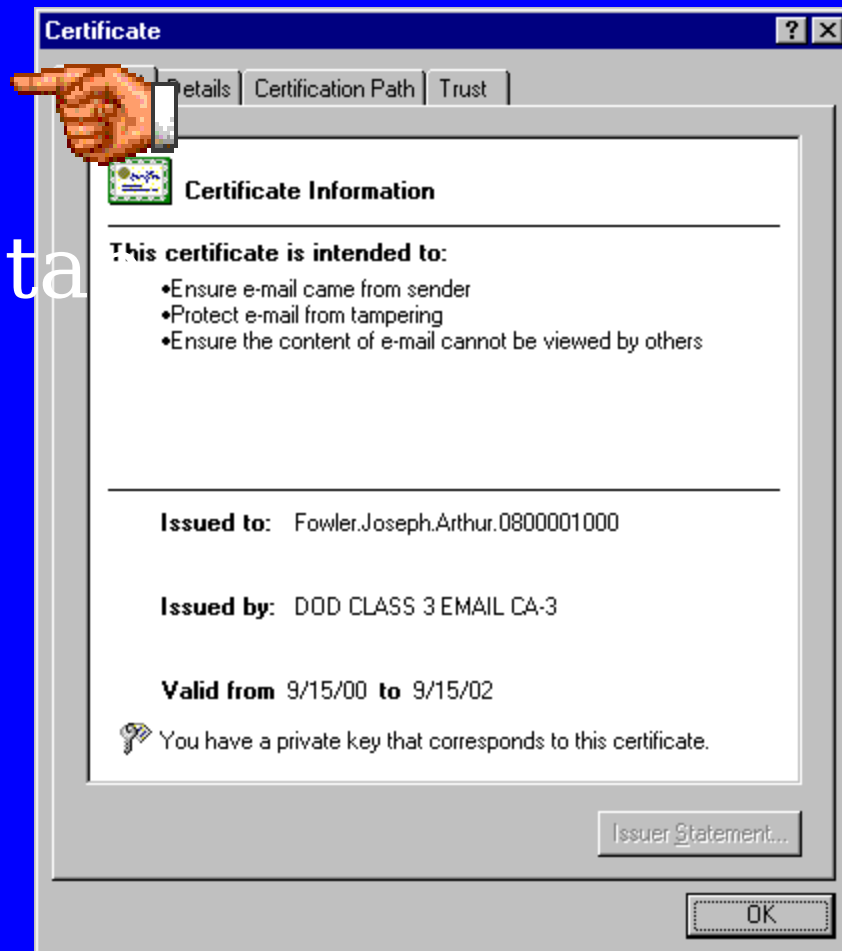 Certificate
Details Certification Path Trust
Certificate Information
This certificate is intended to:
•Ensure e-mail came from sender
•Protect e-mail from tampering
•Ensure the content of e-mail cannot be viewed by others
Issued to: Fowler.Joseph.Arthur.0800001000
Issued by: DOD CLASS 3 EMAIL CA-3
Valid from 9/15/00 to 9/15/02
You have a private key that corresponds to this certificate.
Issuer Statement...
OK